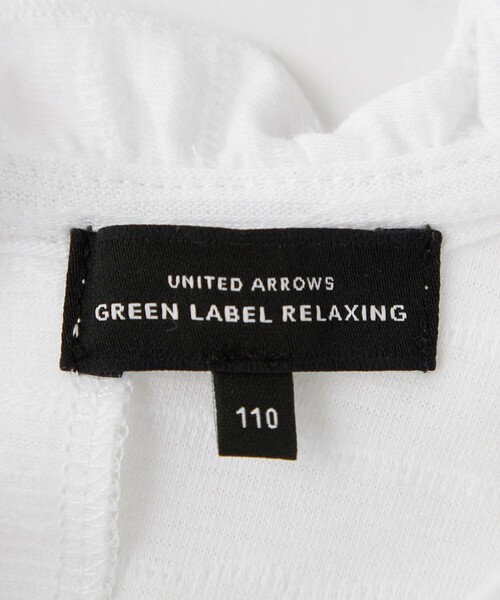 UNITED ARROWS
GREEN LABEL RELAXING
110